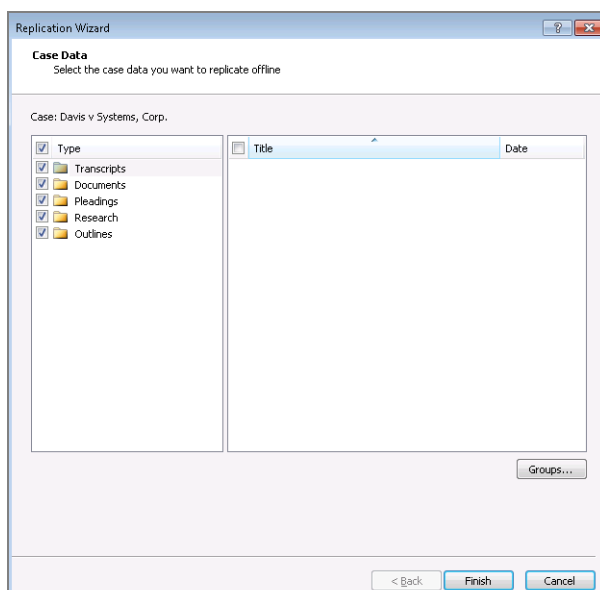 Replication Wizard
?
Case Data
Select the case data you want to replicate offline
Case: Davis v Systems, Corp.
Type
Title
Date
Transcripts
Documents
Pleadings
Research
Outlines
Groups...
< Back
Finish
Cancel